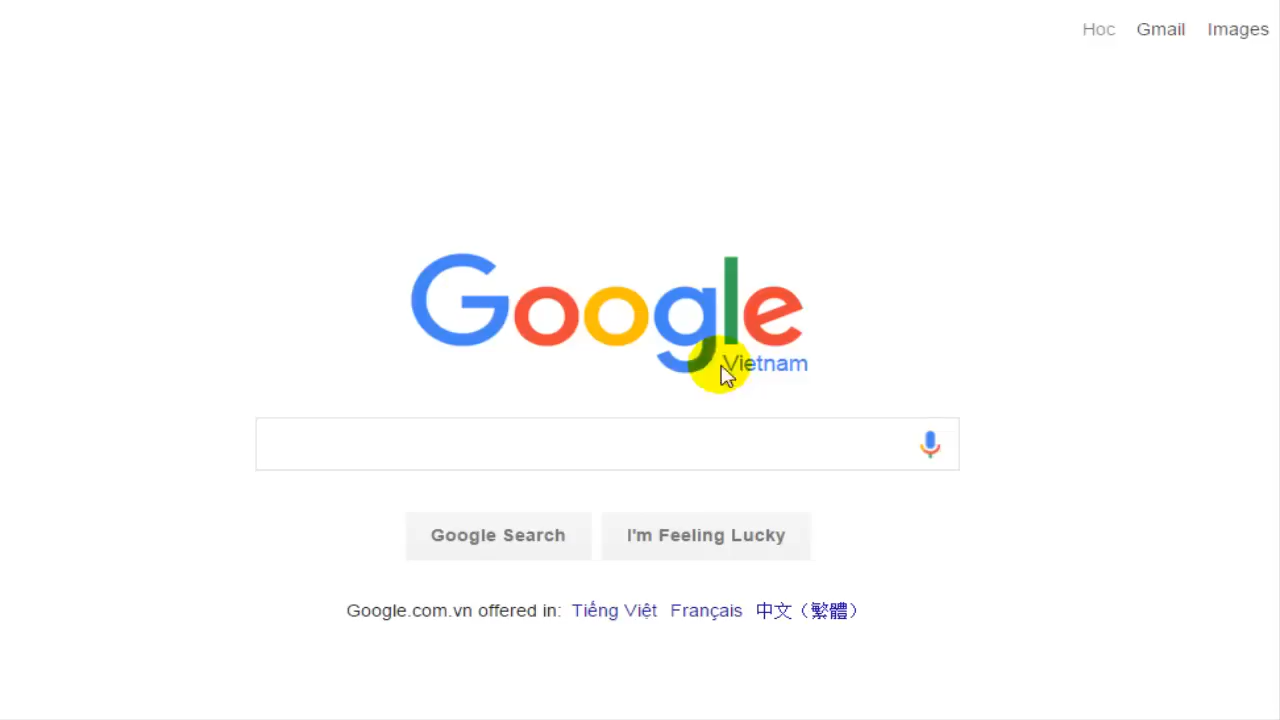 Hoc Gmail Images
Google
Vietnam
Google Search I'm Feeling Lucky
Google.com.vn offered in: Tiếng Việt Français 中文（繁體）